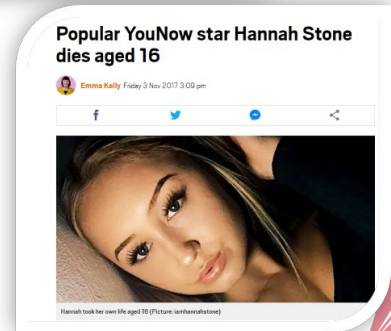 Popular YouNow star Hannah Stone
dies aged 16
Emma Kelly Friday 3 Nov 2017 3:09 pm
Hannah took her own life aged 16 (Picture: iamhannahstone)